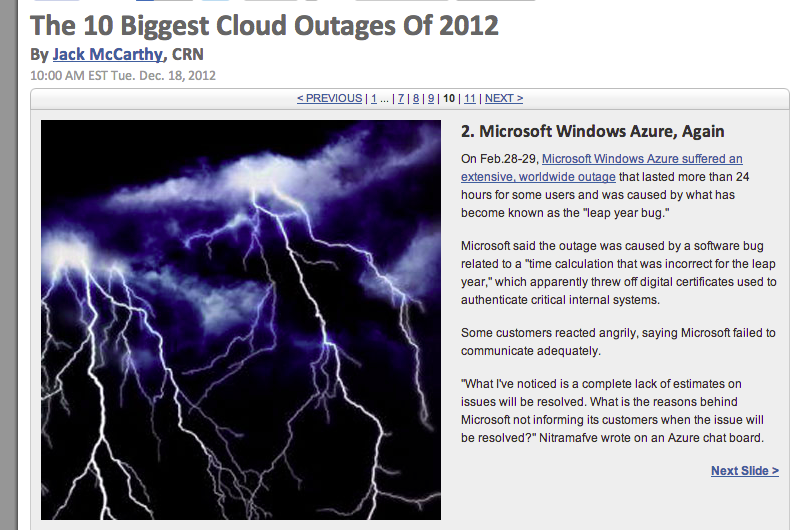 The 10 Biggest Cloud Outages Of 2012
By Jack McCarthy, CRN
10:00 AM EST Tue. Dec. 18, 2012
< PREVIOUS | 1 ... | 7 | 8 | 9 | 10 | 11 | NEXT >
2. Microsoft Windows Azure, Again
On Feb.28-29, Microsoft Windows Azure suffered an
extensive, worldwide outage that lasted more than 24
hours for some users and was caused by what has
become known as the "leap year bug."
Microsoft said the outage was caused by a software bug
related to a "time calculation that was incorrect for the leap
year," which apparently threw off digital certificates used to
authenticate critical internal systems.
Some customers reacted angrily, saying Microsoft failed to
communicate adequately.
"What I've noticed is a complete lack of estimates on
issues will be resolved. What is the reasons behind
Microsoft not informing its customers when the issue will
be resolved?" Nitramafve wrote on an Azure chat board.
Next Slide >